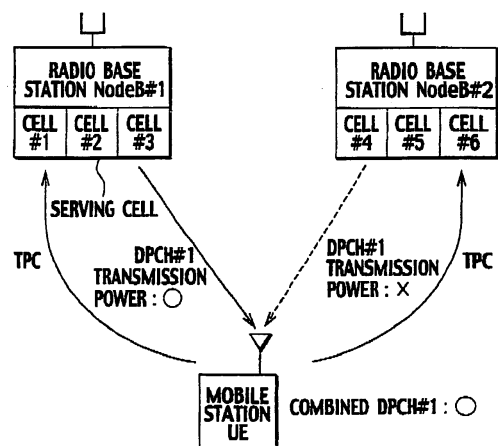 RADIO BASE
STATION NodeB#1
CELL
#1
CELL
#2
CELL
#3
RADIO BASE
STATION NodeB#2
CELL
#4
CELL
#5
CELL
#6
SERVING CELL
TPC
DPCH#1
TRANSMISSION
POWER : ○
DPCH#1
TRANSMISSION
POWER : ×
TPC
MOBILE
STATION
UE
COMBINED DPCH#1 : ○